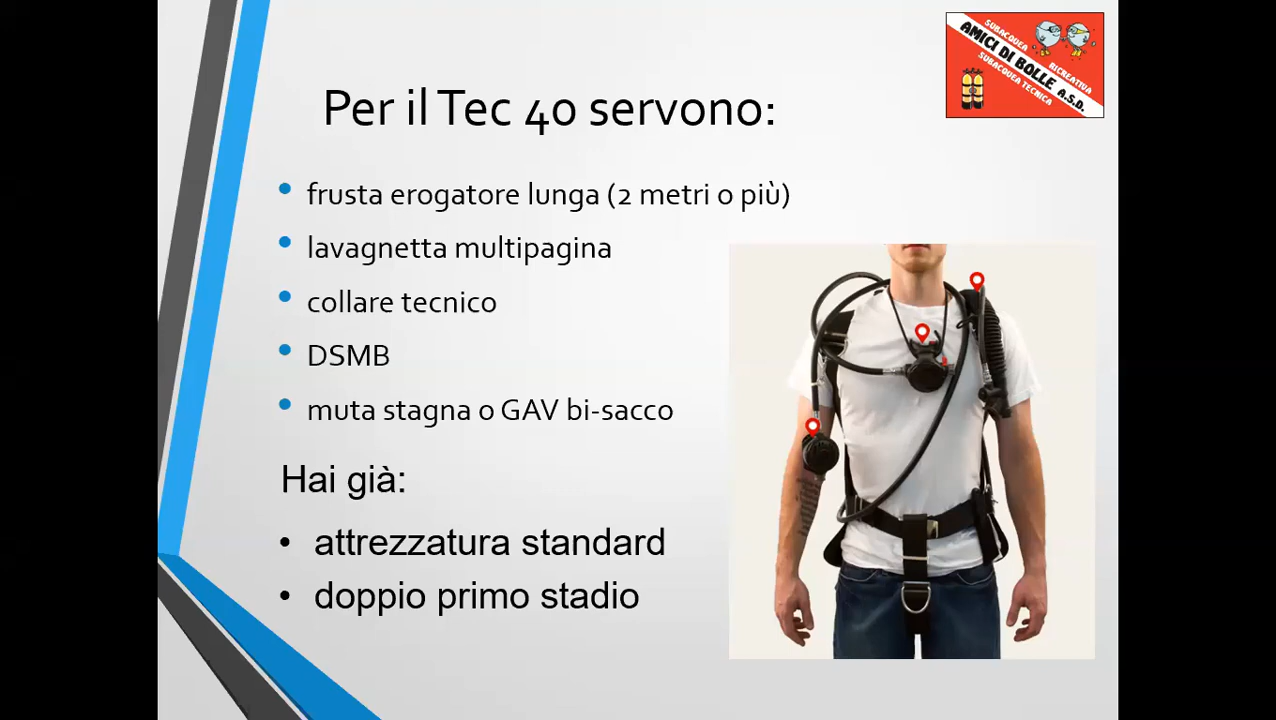 SUBACQUEA RICREATIVA
AMICI DI BOLLE A.S.D.
SUBACQUEA TECNICA
Per il Tec 40 servono:
• frusta erogatore lunga (2 metri o più)
• lavagnetta multipagina
• collare tecnico
• DSMB
• muta stagna o GAV bi-sacco
Hai già:
• attrezzatura standard
• doppio primo stadio